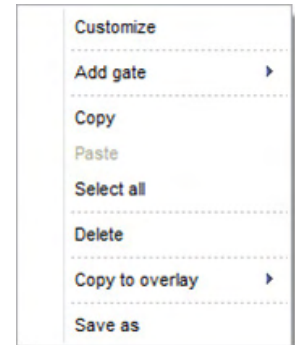 Customize
Add gate
Copy
Paste
Select all
Delete
Copy to overlay
Save as